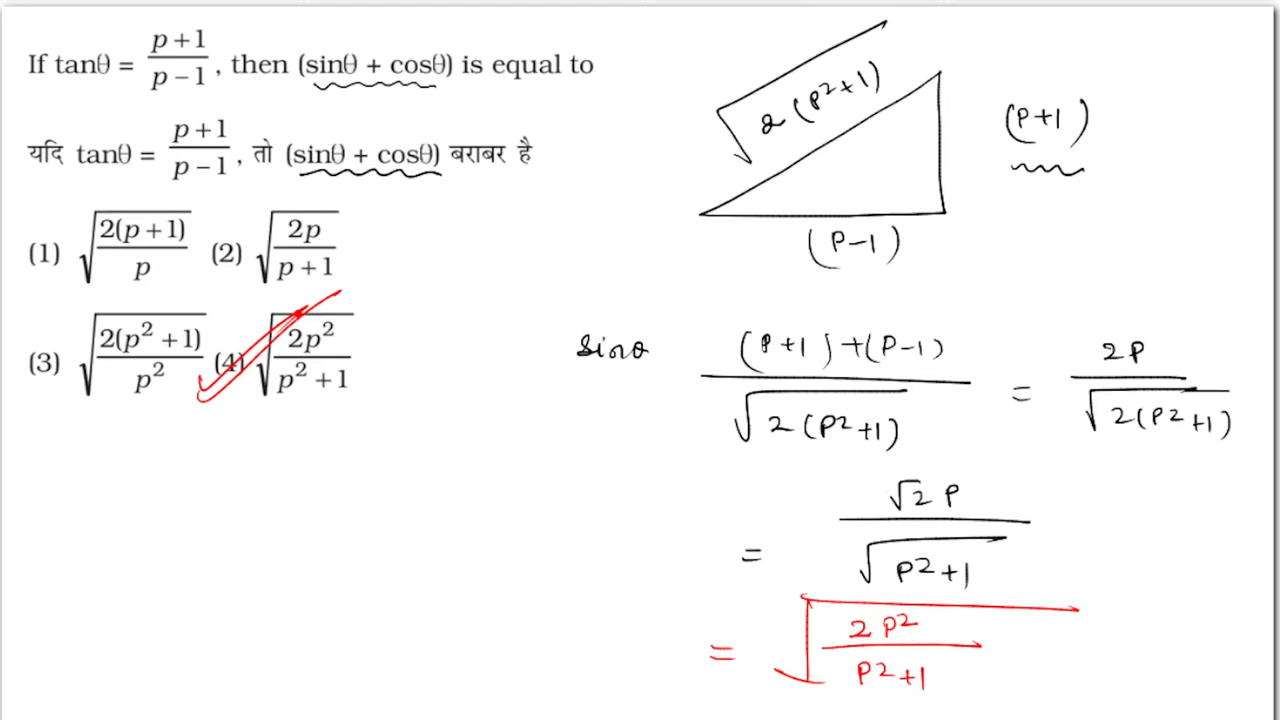 If tanθ = (p+1)/(p−1), then (sinθ + cosθ) is equal to
यदि tanθ = (p+1)/(p−1), तो (sinθ + cosθ) बराबर है
(1) √(2(p+1)/p) (2) √(2p/(p+1))
(3) √(2(p²+1)/p²) (4) √(2p²/(p²+1))
√2(P²+1)
(P+1)
(P−1)
sinθ ((P+1)+(P−1))/√(2(P²+1)) = 2P/√(2(P²+1))
= √2 P/√(P²+1)
= √(2P²/(P²+1))